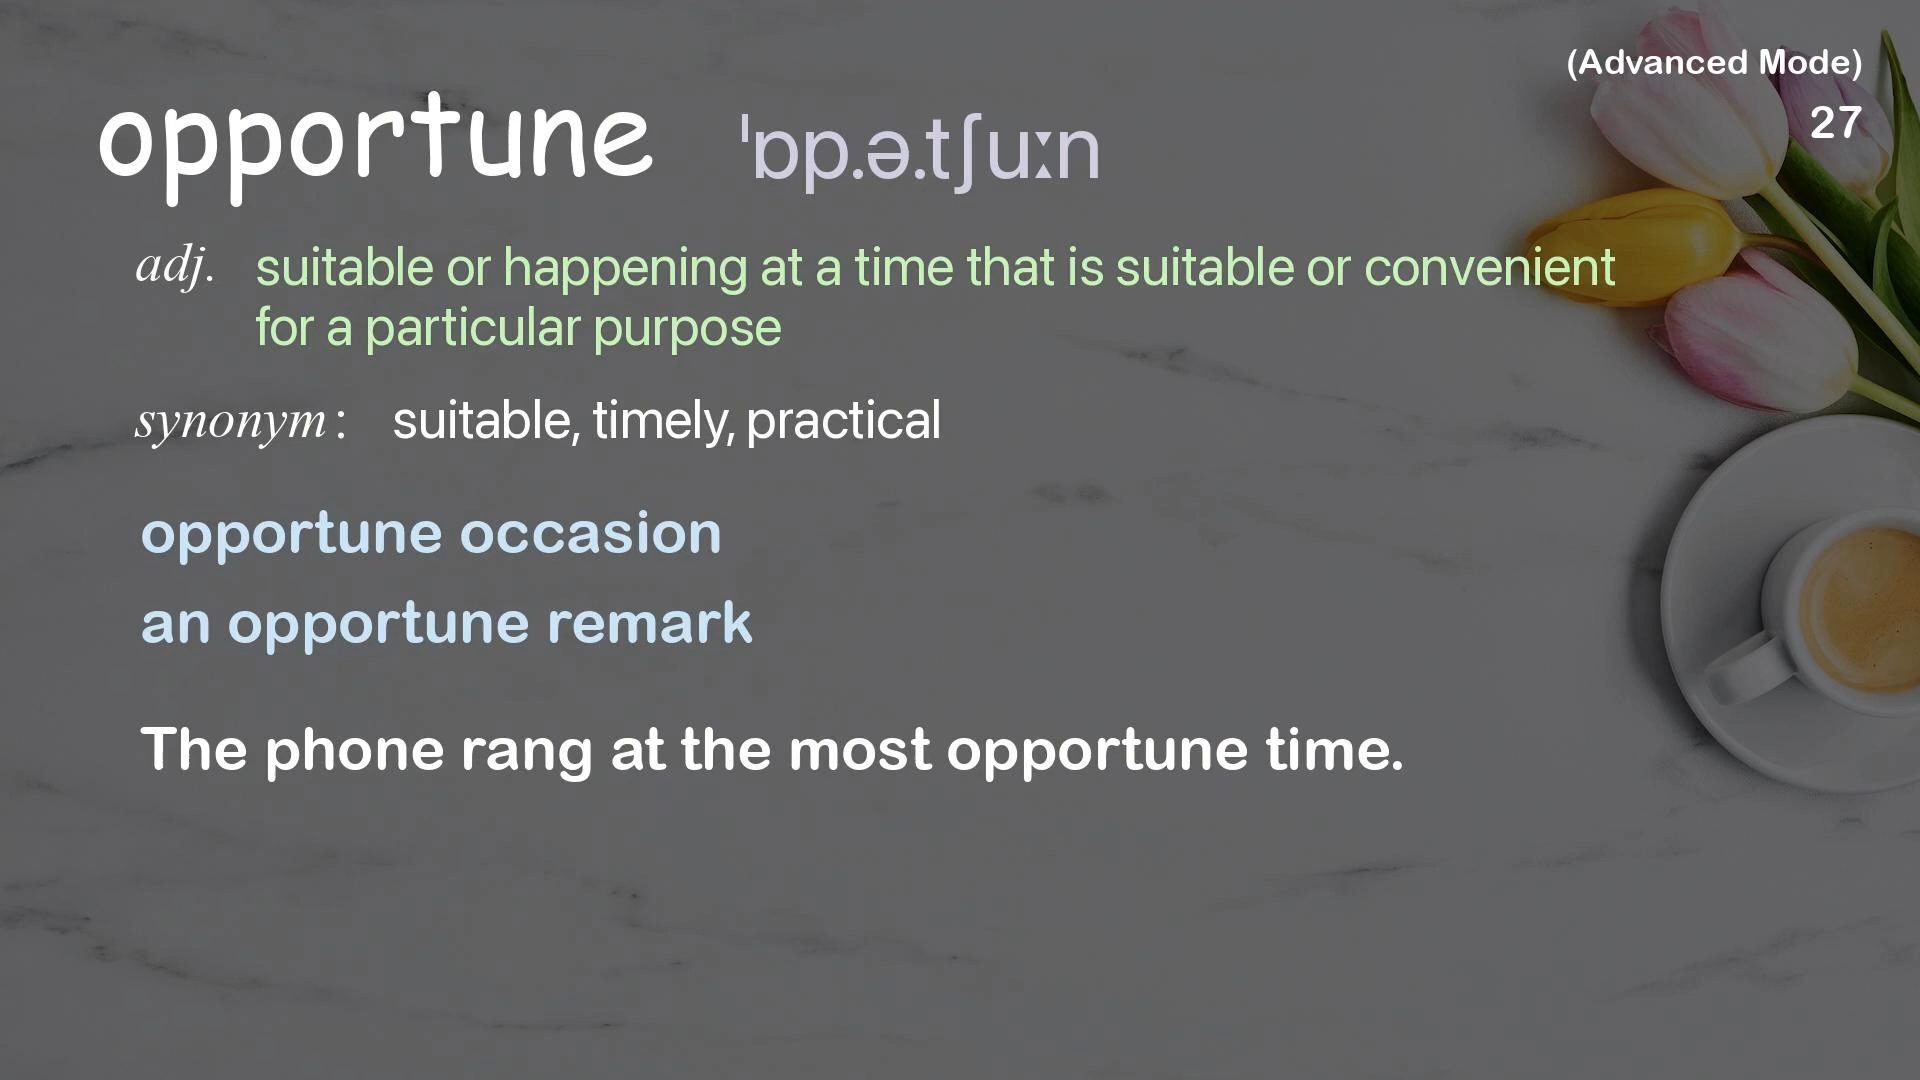 (Advanced Mode)
27
opportune ˈɒp.ə.tʃuːn
adj. suitable or happening at a time that is suitable or convenient
for a particular purpose
synonym: suitable, timely, practical
opportune occasion
an opportune remark
The phone rang at the most opportune time.